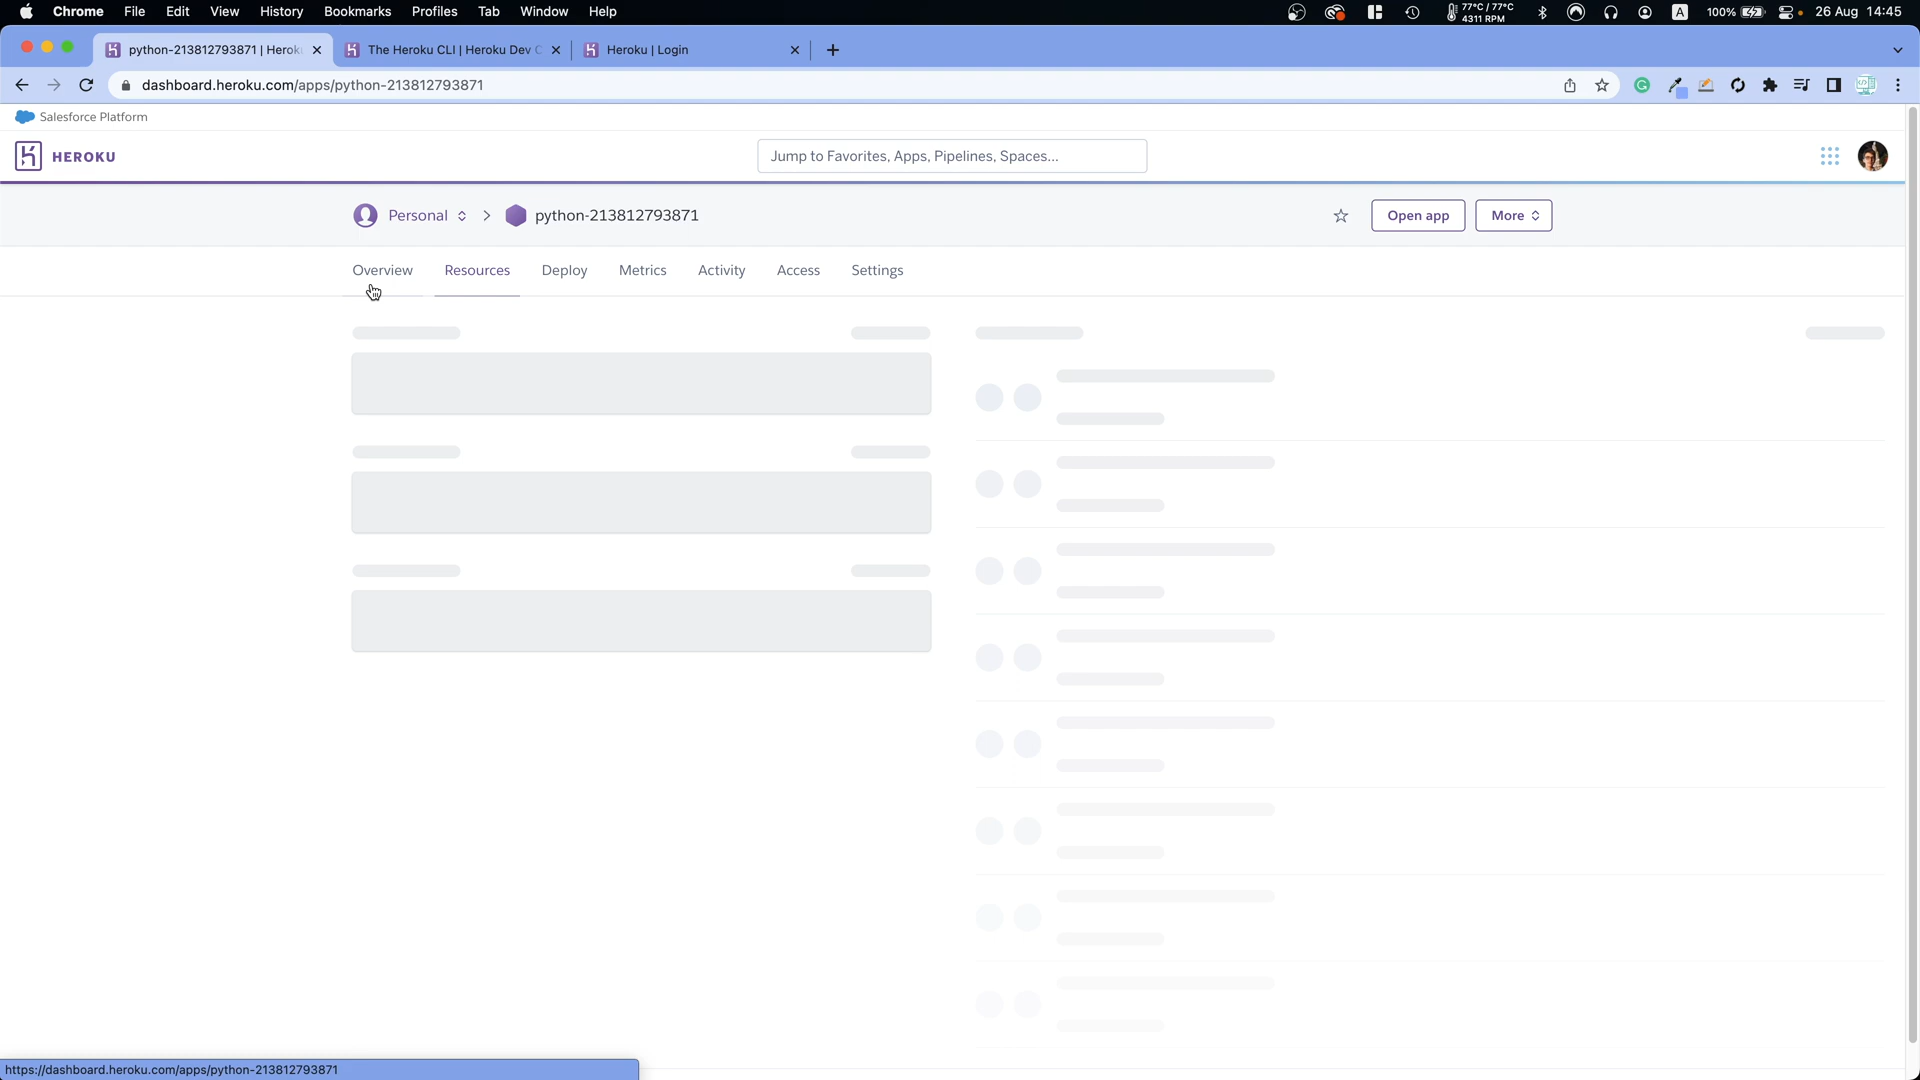 Chrome File Edit View History Bookmarks Profiles Tab Window Help
77°C / 77°C
4311 RPM
A
100%
26 Aug 14:45
python-213812793871 | Herok
The Heroku CLI | Heroku Dev C
Heroku | Login
dashboard.heroku.com/apps/python-213812793871
Salesforce Platform
HEROKU
Jump to Favorites, Apps, Pipelines, Spaces...
Personal
python-213812793871
Open app
More
Overview Resources Deploy Metrics Activity Access Settings
https://dashboard.heroku.com/apps/python-213812793871